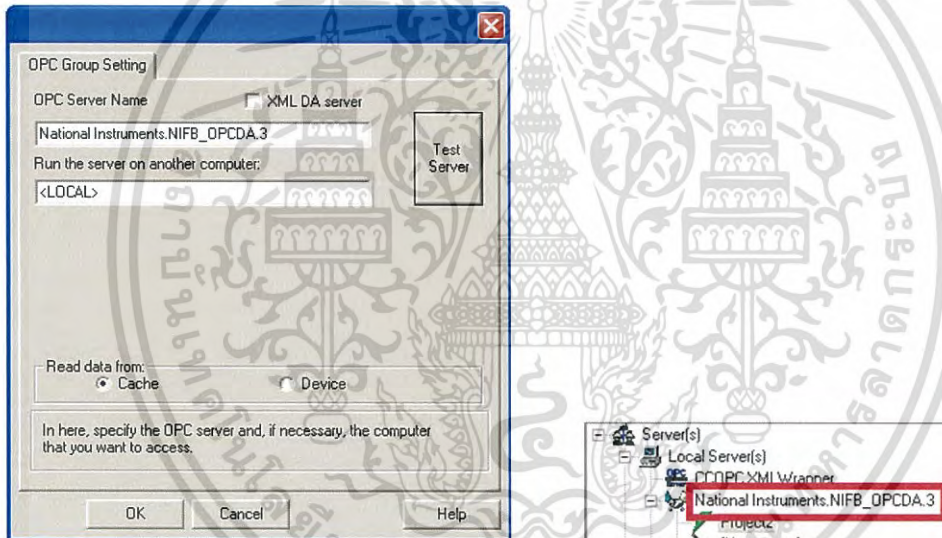 OPC Group Setting
OPC Server Name
XML DA server
National Instruments.NIFB_OPCDA.3
Test
Server
Run the server on another computer:
<LOCAL>
Read data from:
Cache
Device
In here, specify the OPC server and, if necessary, the computer
that you want to access.
OK
Cancel
Help
Server(s)
Local Server(s)
CCOPC.XML Wrapper
National Instruments.NIFB_OPCDA.3
Project2